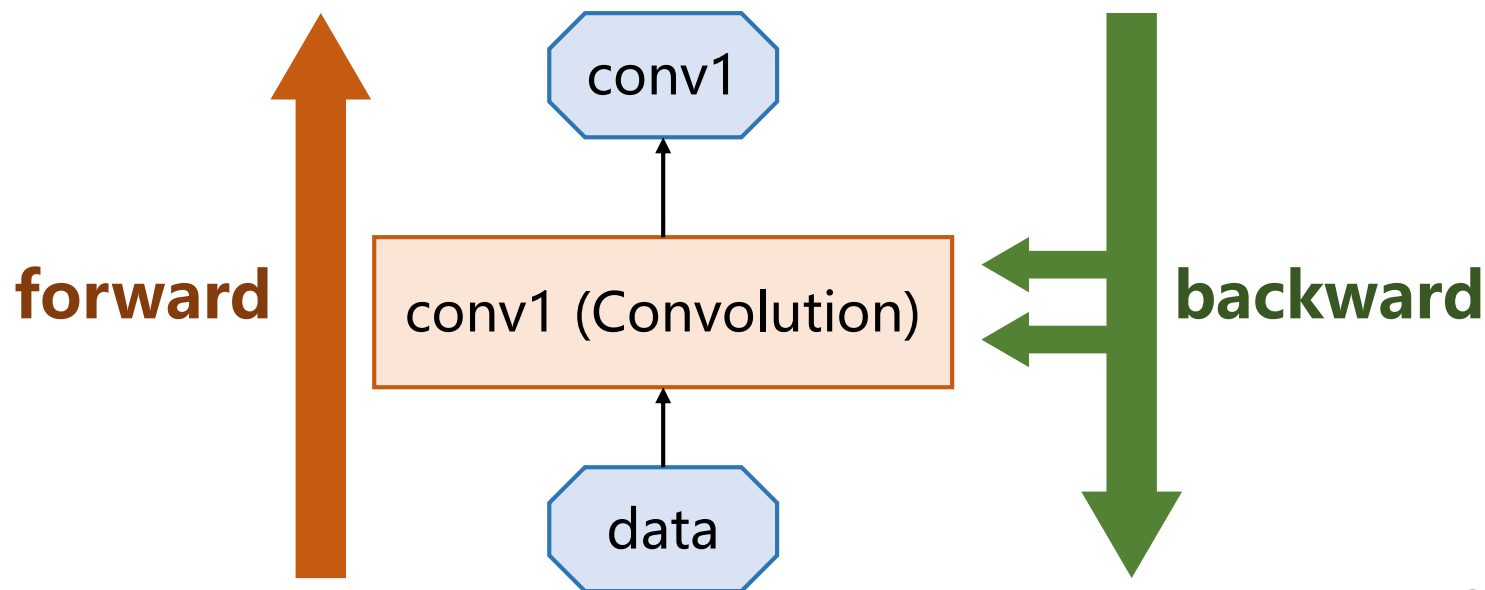 conv1
forward
conv1 (Convolution)
backward
data